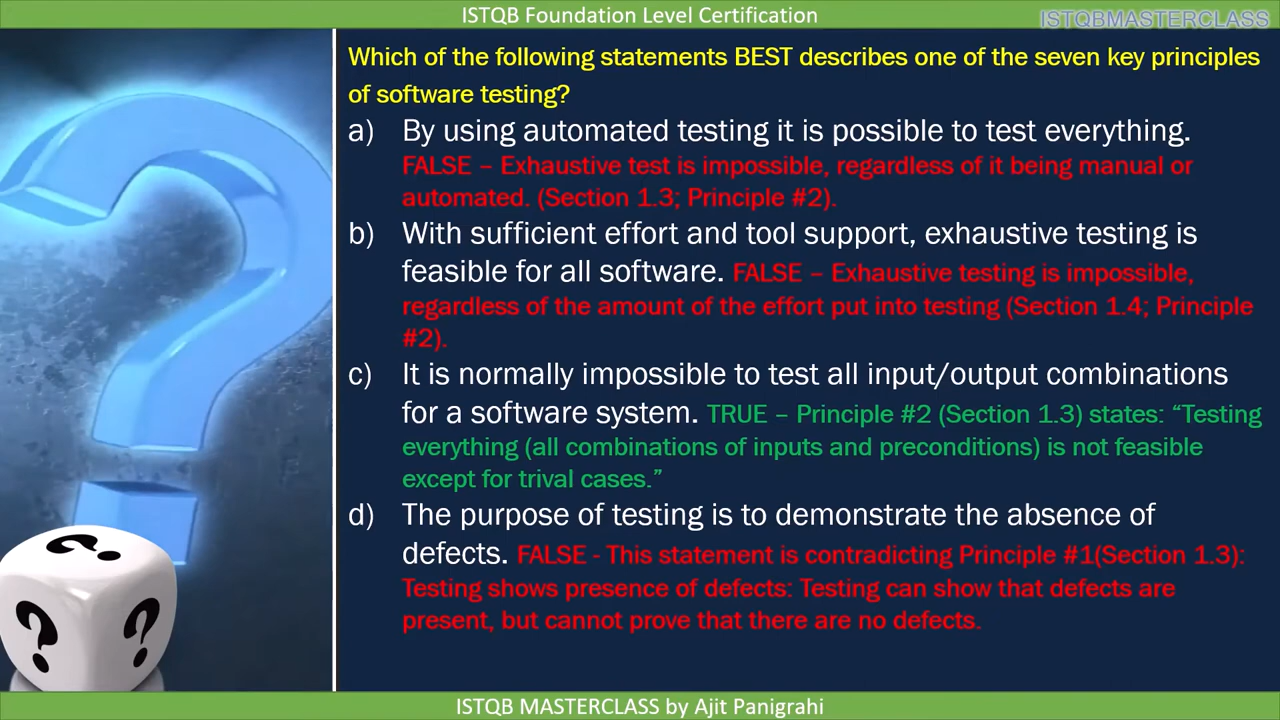 ISTQB Foundation Level Certification
ISTQBMASTERCLASS
Which of the following statements BEST describes one of the seven key principles
of software testing?
a) By using automated testing it is possible to test everything.
FALSE – Exhaustive test is impossible, regardless of it being manual or
automated. (Section 1.3; Principle #2).
b) With sufficient effort and tool support, exhaustive testing is
feasible for all software. FALSE – Exhaustive testing is impossible,
regardless of the amount of the effort put into testing (Section 1.4; Principle
#2).
c) It is normally impossible to test all input/output combinations
for a software system. TRUE – Principle #2 (Section 1.3) states: “Testing
everything (all combinations of inputs and preconditions) is not feasible
except for trival cases.”
d) The purpose of testing is to demonstrate the absence of
defects. FALSE - This statement is contradicting Principle #1(Section 1.3):
Testing shows presence of defects: Testing can show that defects are
present, but cannot prove that there are no defects.
ISTQB MASTERCLASS by Ajit Panigrahi